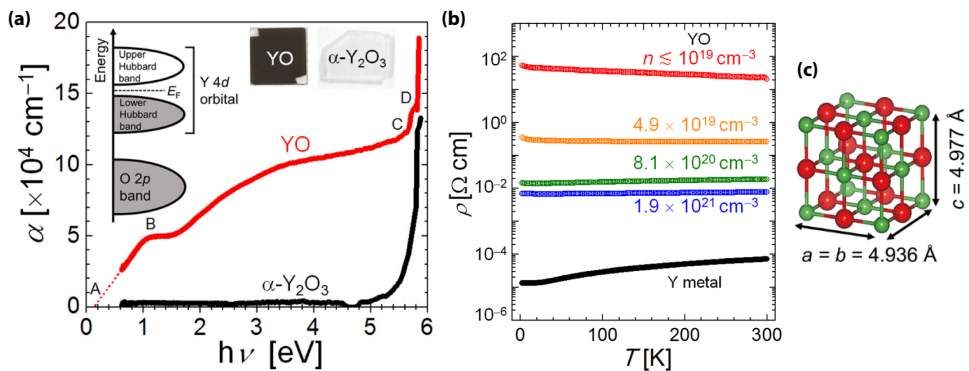 (a)
20
15
10
5
0
α [×10⁴ cm⁻¹]
0 1 2 3 4 5 6
hν [eV]
Energy
Upper
Hubbard
band
E_F
Lower
Hubbard
band
Y 4d
orbital
O 2p
band
YO
α-Y₂O₃
A
B
C
D
YO
α-Y₂O₃
(b)
10²
10⁰
10⁻²
10⁻⁴
10⁻⁶
ρ [Ω cm]
0 100 200 300
T [K]
YO
n ≲ 10¹⁹ cm⁻³
4.9 × 10¹⁹ cm⁻³
8.1 × 10²⁰ cm⁻³
1.9 × 10²¹ cm⁻³
Y metal
(c)
c = 4.977 Å
a = b = 4.936 Å